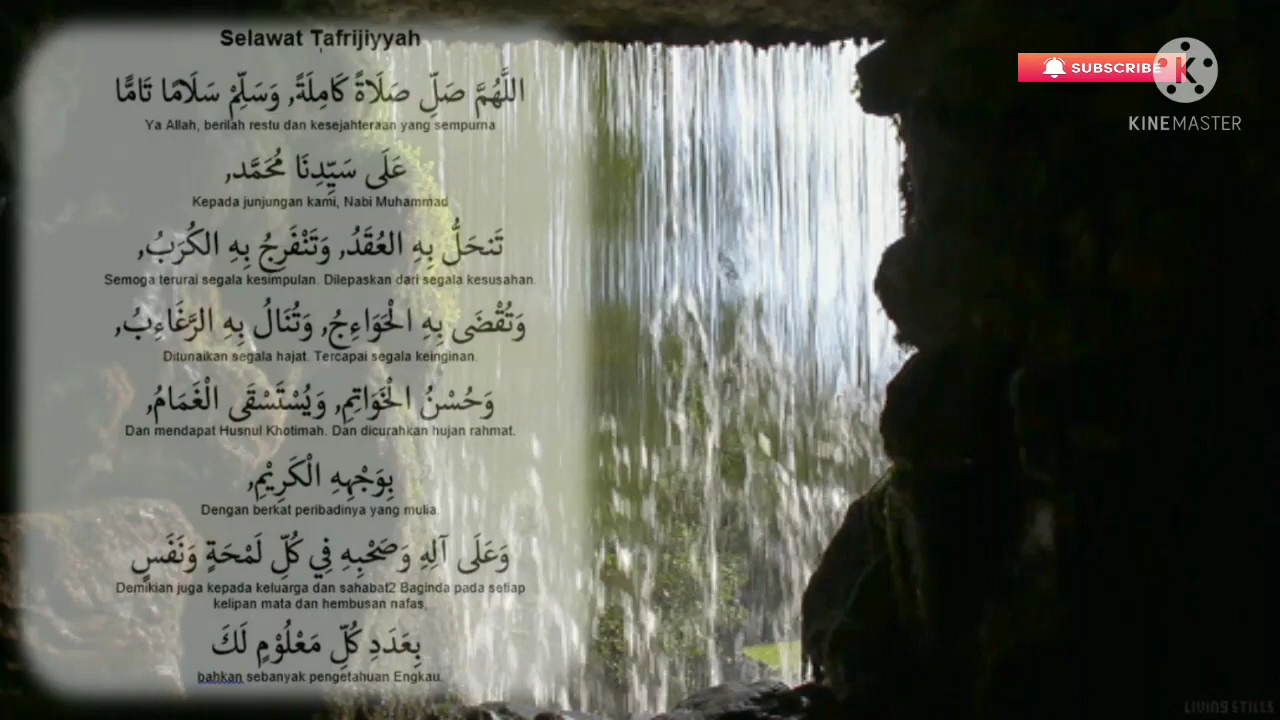 Selawat Tafrijiyyah
اللَّهُمَّ صَلِّ صَلَاةً كَامِلَةً, وَسَلِّمْ سَلَامًا تَامًّا
Ya Allah, berilah restu dan kesejahteraan yang sempurna
عَلَى سَيِّدِنَا مُحَمَّد,
Kepada junjungan kami, Nabi Muhammad
تَنحَلُّ بِهِ العُقَدُ, وَتَنْفَرِجُ بِهِ الكُرَبُ,
Semoga terurai segala kesimpulan. Dilepaskan dari segala kesusahan.
وَتُقْضَى بِهِ الْحَوَاءِجُ, وَتُنَالُ بِهِ الرَّغَاءِبُ,
Ditunaikan segala hajat. Tercapai segala keinginan.
وَحُسْنُ الْخَوَاتِمِ, وَيُسْتَسْقَى الْغَمَامُ,
Dan mendapat Husnul Khotimah. Dan dicurahkan hujan rahmat.
بِوَجْهِهِ الْكَرِيْمِ,
Dengan berkat peribadinya yang mulia.
وَعَلَى آلِهِ وَصَحْبِهِ فِي كُلِّ لَمْحَةٍ وَنَفَسٍ
Demikian juga kepada keluarga dan sahabat2 Baginda pada setiap
kelipan mata dan hembusan nafas,
بِعَدَدِ كُلِّ مَعْلُوْمٍ لَكَ
bahkan sebanyak pengetahuan Engkau.
SUBSCRIBE
K
KINEMASTER
LIVING STILLS